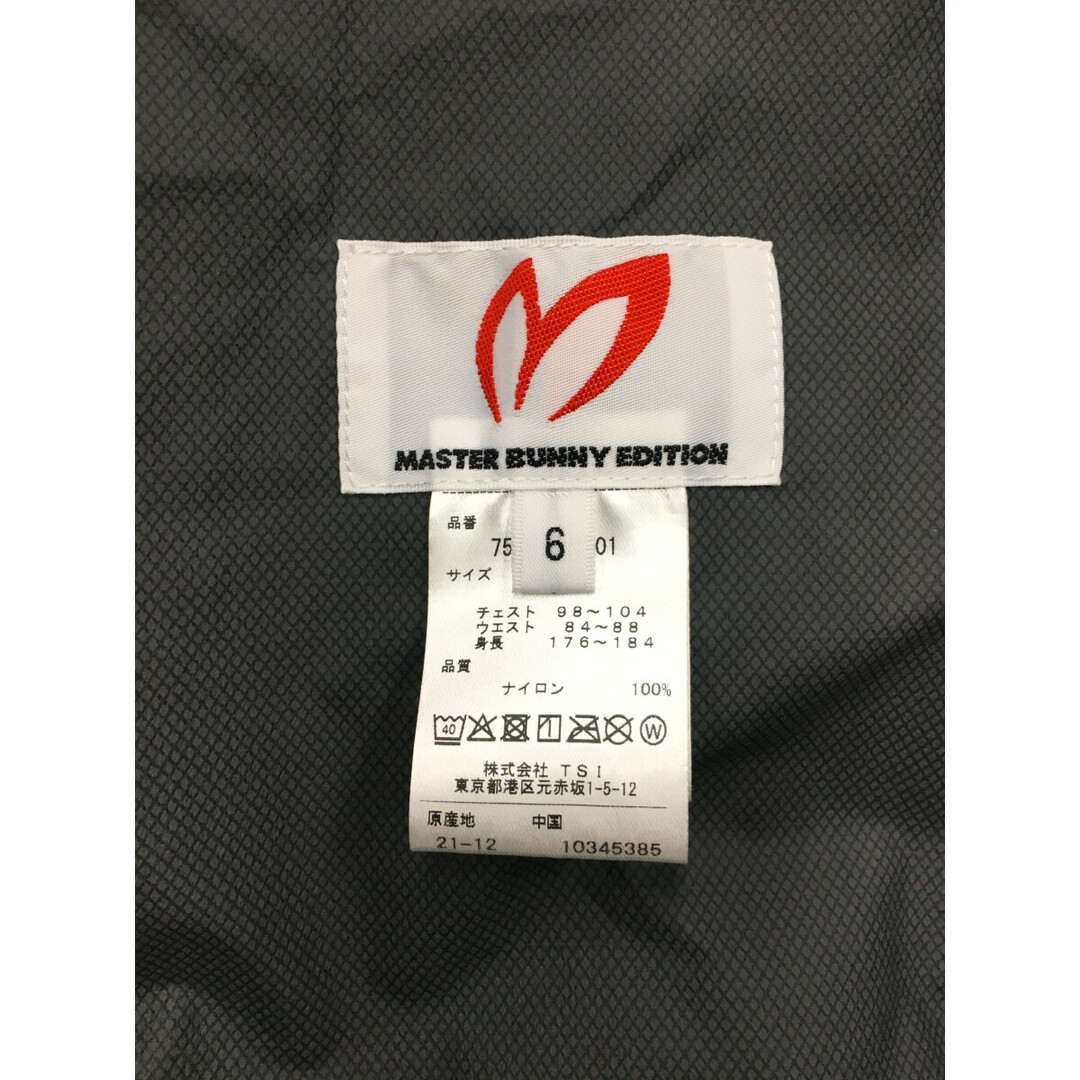 MASTER BUNNY EDITION
6
品番
75 01
サイズ
チェスト 98～104
ウエスト 84～88
身長 176～184
品質
ナイロン 100%
40 W
株式会社 TSI
東京都港区元赤坂1-5-12
原産地 中国
21-12 10345385